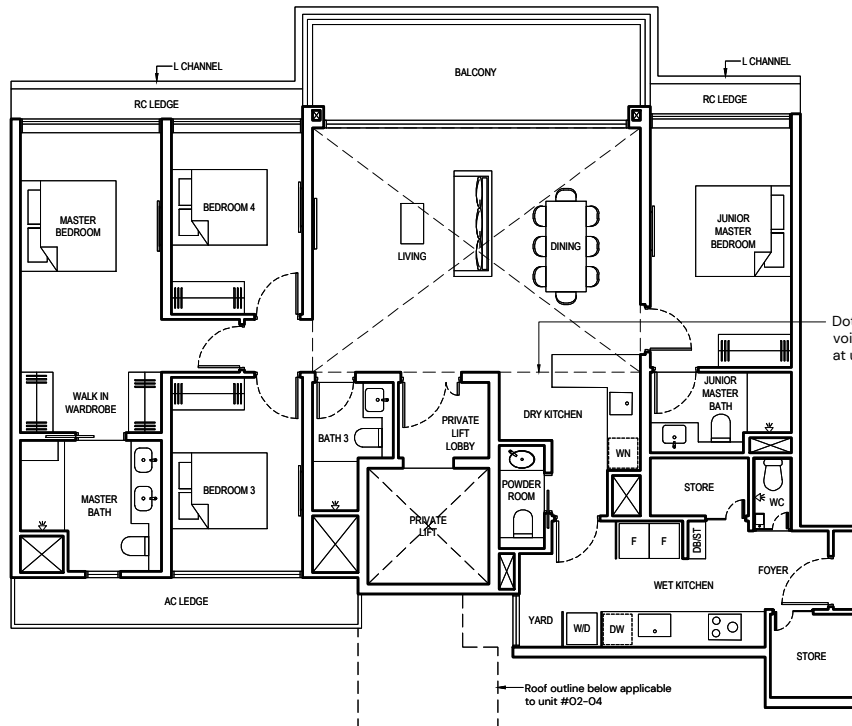 L CHANNEL
BALCONY
L CHANNEL
RC LEDGE
RC LEDGE
MASTER
BEDROOM
BEDROOM 4
LIVING
DINING
JUNIOR
MASTER
BEDROOM
Do
voi
at u
WALK IN
WARDROBE
BATH 3
PRIVATE
LIFT
LOBBY
DRY KITCHEN
JUNIOR
MASTER
BATH
WN
MASTER
BATH
BEDROOM 3
PRIVATE
LIFT
POWDER
ROOM
STORE
WC
F
F
DB/ST
WET KITCHEN
FOYER
AC LEDGE
YARD
W/D
DW
STORE
Roof outline below applicable
to unit #02-04